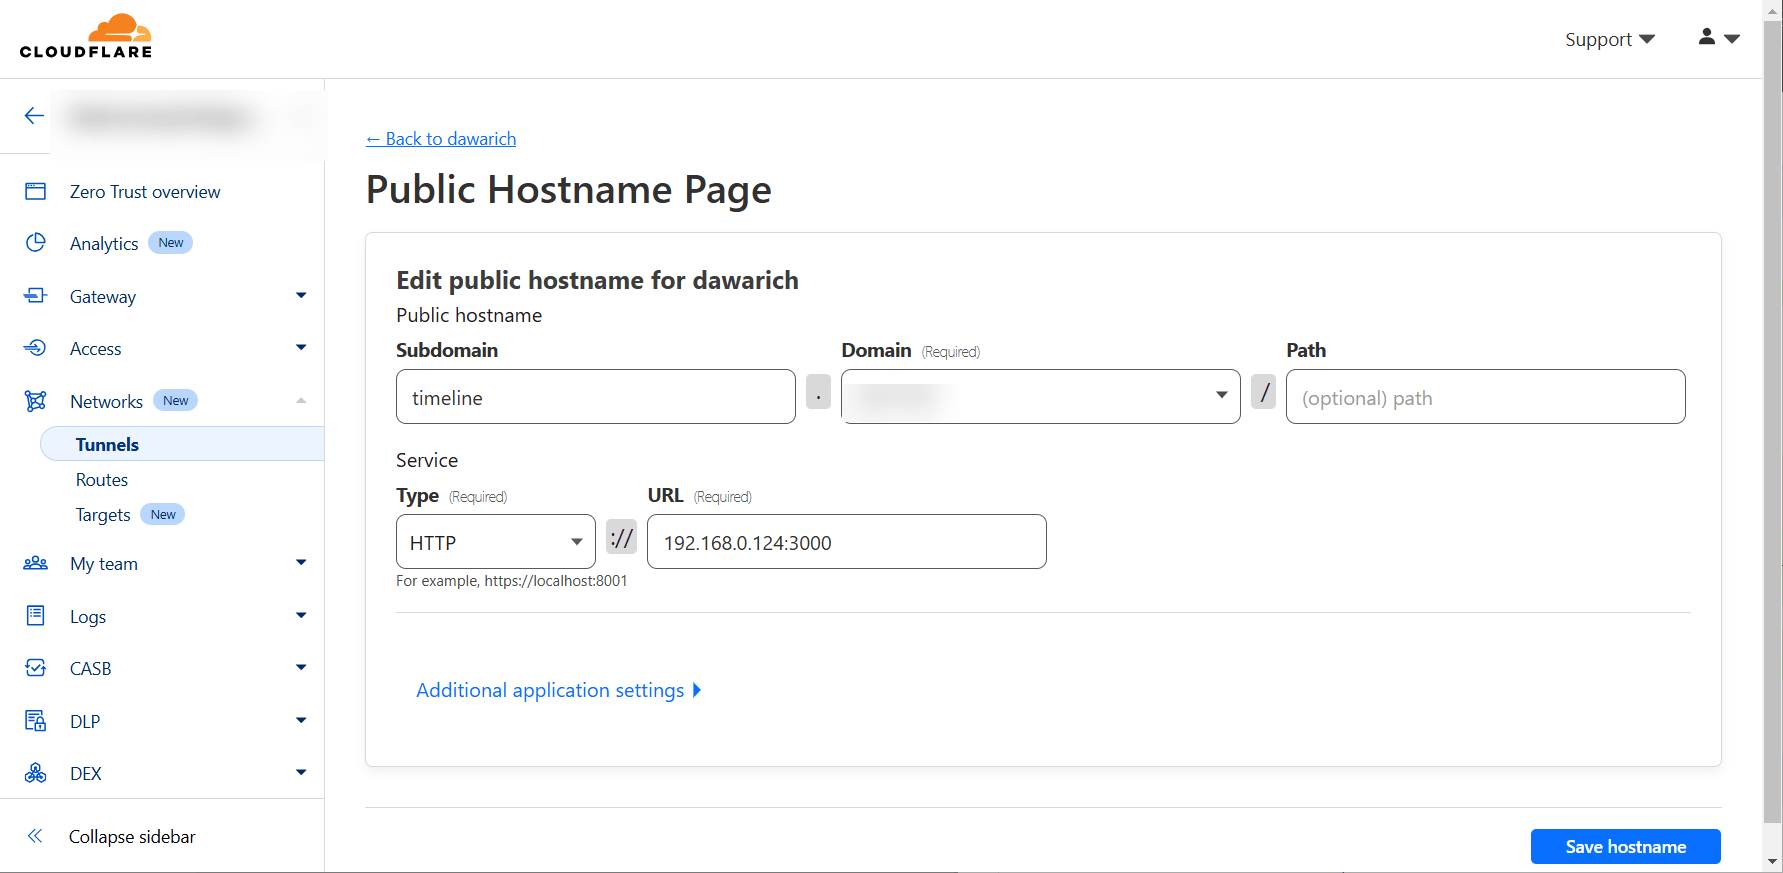 CLOUDFLARE
Support
Zero Trust overview
Analytics New
Gateway
Access
Networks New
Tunnels
Routes
Targets New
My team
Logs
CASB
DLP
DEX
Collapse sidebar
← Back to dawarich
Public Hostname Page
Edit public hostname for dawarich
Public hostname
Subdomain Domain (Required) Path
timeline . / (optional) path
Service
Type (Required) URL (Required)
HTTP :// 192.168.0.124:3000
For example, https://localhost:8001
Additional application settings
Save hostname